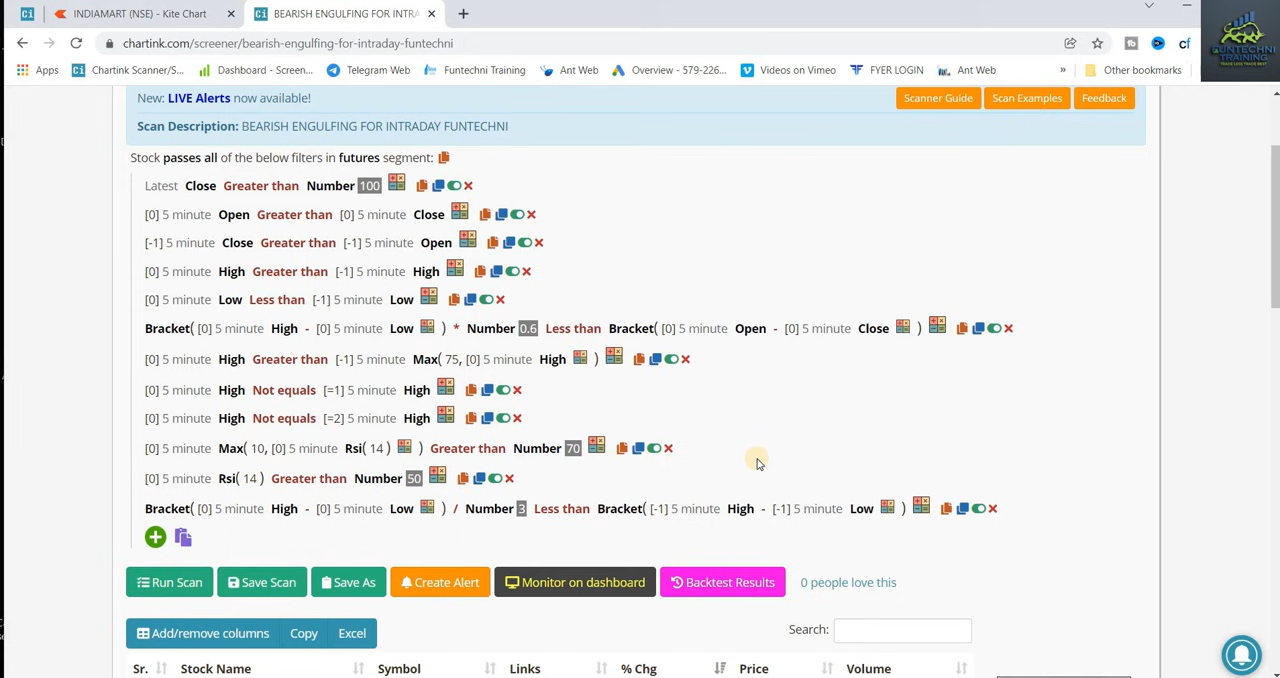 INDIAMART (NSE) - Kite Chart
BEARISH ENGULFING FOR INTRA
chartink.com/screener/bearish-engulfing-for-intraday-funtechni
FUNTECHNI
TRAINING
Apps
Chartink Scanner/S...
Dashboard - Screen...
Telegram Web
Funtechni Training
Ant Web
Overview - 579-226...
Videos on Vimeo
FYER LOGIN
Ant Web
»
Other bookmarks
New: LIVE Alerts now available!
Scanner Guide
Scan Examples
Feedback
Scan Description: BEARISH ENGULFING FOR INTRADAY FUNTECHNI
Stock passes all of the below filters in futures segment:
Latest Close Greater than Number 100
[0] 5 minute Open Greater than [0] 5 minute Close
[-1] 5 minute Close Greater than [-1] 5 minute Open
[0] 5 minute High Greater than [-1] 5 minute High
[0] 5 minute Low Less than [-1] 5 minute Low
Bracket( [0] 5 minute High - [0] 5 minute Low ) * Number 0.6 Less than Bracket( [0] 5 minute Open - [0] 5 minute Close )
[0] 5 minute High Greater than [-1] 5 minute Max( 75, [0] 5 minute High )
[0] 5 minute High Not equals [=1] 5 minute High
[0] 5 minute High Not equals [=2] 5 minute High
[0] 5 minute Max( 10, [0] 5 minute Rsi( 14 ) ) Greater than Number 70
[0] 5 minute Rsi( 14 ) Greater than Number 50
Bracket( [0] 5 minute High - [0] 5 minute Low ) / Number 3 Less than Bracket( [-1] 5 minute High - [-1] 5 minute Low )
Run Scan
Save Scan
Save As
Create Alert
Monitor on dashboard
Backtest Results
0 people love this
Add/remove columns
Copy
Excel
Search:
Sr.
Stock Name
Symbol
Links
% Chg
Price
Volume